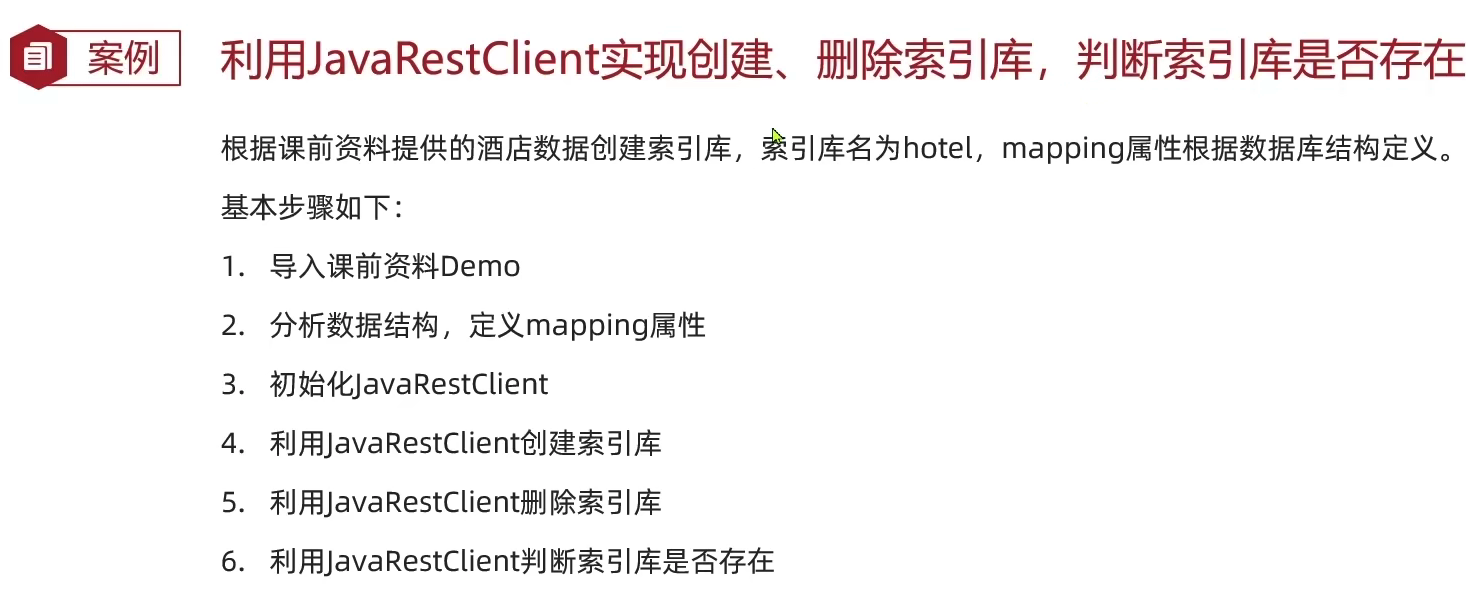 案例
利用JavaRestClient实现创建、删除索引库，判断索引库是否存在
根据课前资料提供的酒店数据创建索引库，索引库名为hotel，mapping属性根据数据库结构定义。
基本步骤如下：
1. 导入课前资料Demo
2. 分析数据结构，定义mapping属性
3. 初始化JavaRestClient
4. 利用JavaRestClient创建索引库
5. 利用JavaRestClient删除索引库
6. 利用JavaRestClient判断索引库是否存在